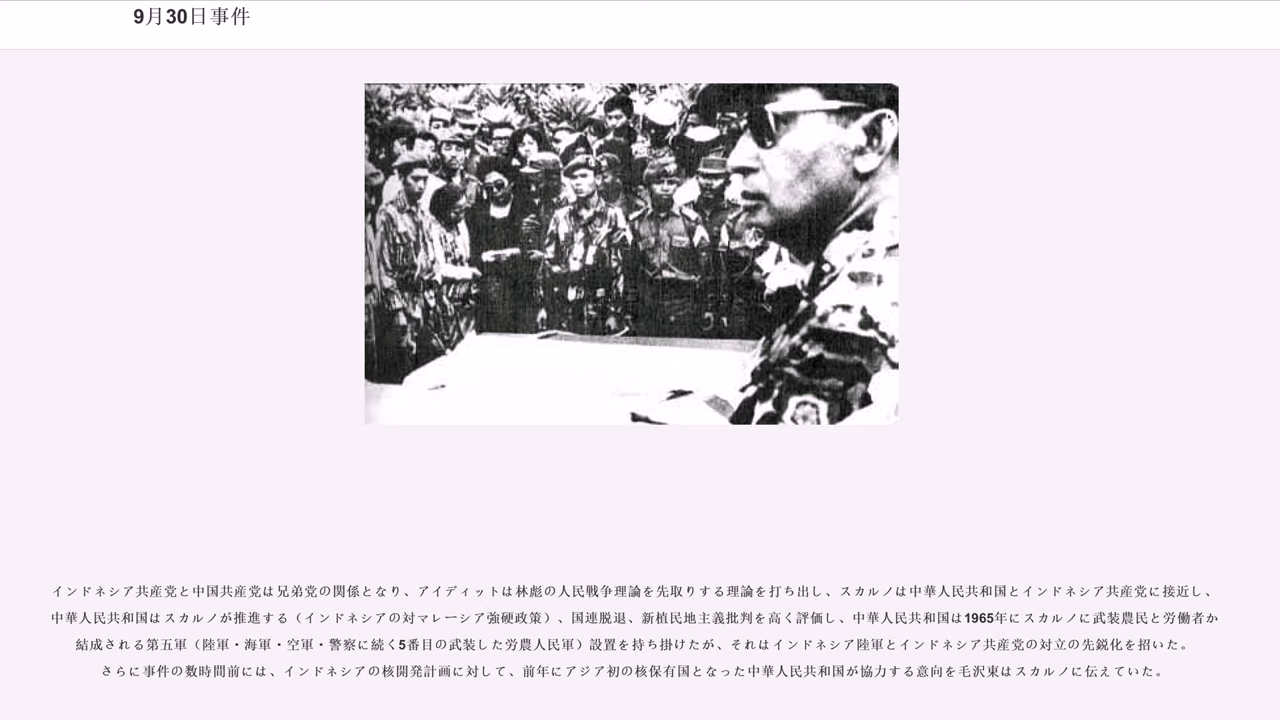 9月30日事件
インドネシア共産党と中国共産党は兄弟党の関係となり、アイディットは林彪の人民戦争理論を先取りする理論を打ち出し、スカルノは中華人民共和国とインドネシア共産党に接近し、
中華人民共和国はスカルノが推進する（インドネシアの対マレーシア強硬政策）、国連脱退、新植民地主義批判を高く評価し、中華人民共和国は1965年にスカルノに武装農民と労働者か
結成される第五軍（陸軍・海軍・空軍・警察に続く5番目の武装した労農人民軍）設置を持ち掛けたが、それはインドネシア陸軍とインドネシア共産党の対立の先鋭化を招いた。
さらに事件の数時間前には、インドネシアの核開発計画に対して、前年にアジア初の核保有国となった中華人民共和国が協力する意向を毛沢東はスカルノに伝えていた。